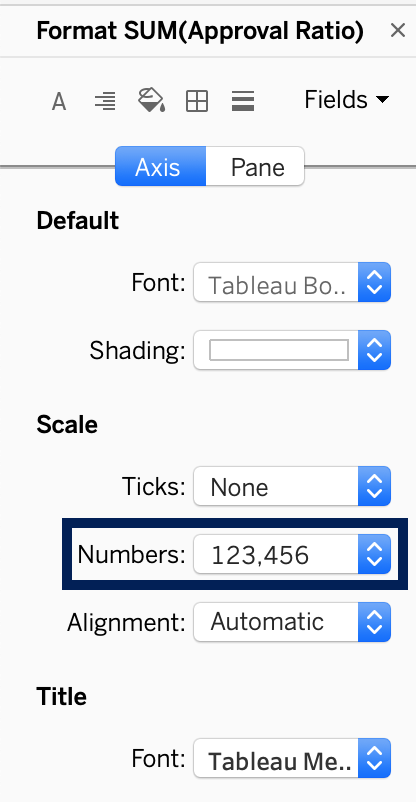 Format SUM(Approval Ratio) ×
A Fields
Axis Pane
Default
Font: Tableau Bo..
Shading:
Scale
Ticks: None
Numbers: 123,456
Alignment: Automatic
Title
Font: Tableau Me..